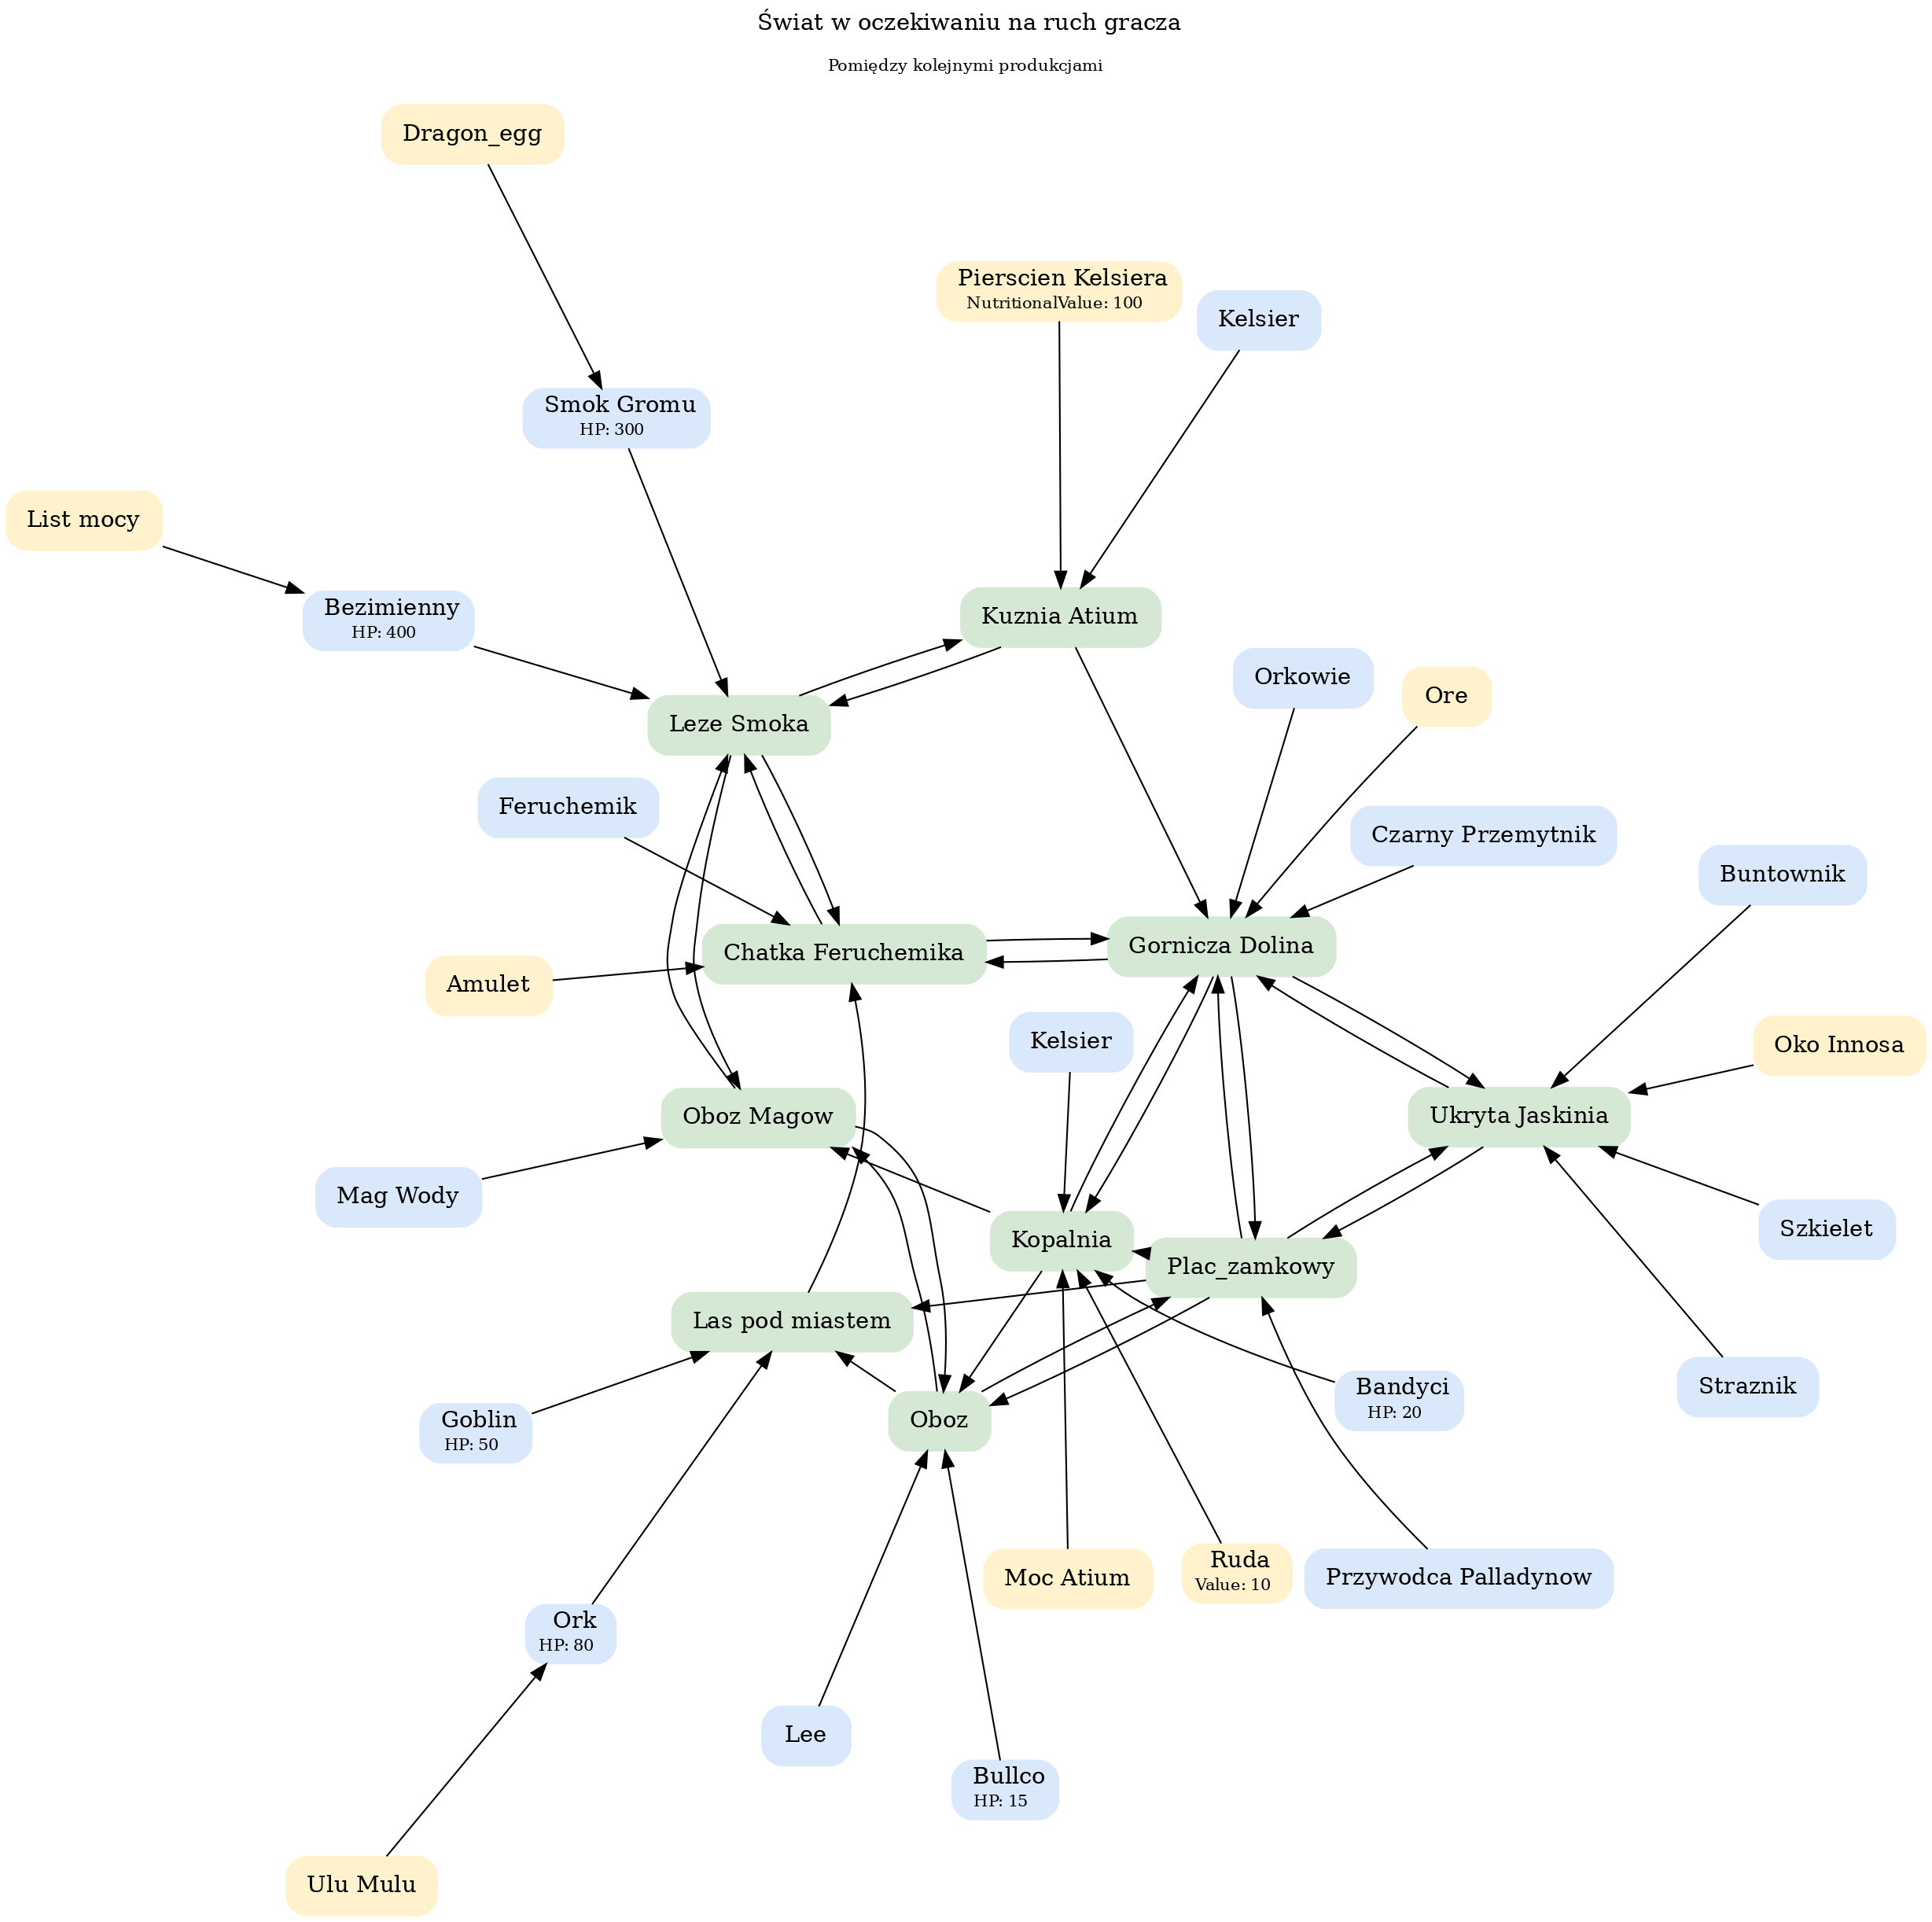 Świat w oczekiwaniu na ruch gracza
Pomiędzy kolejnymi produkcjami
Dragon_egg
Pierscien Kelsiera
NutritionalValue: 100
Kelsier
Smok Gromu
HP: 300
List mocy
Bezimienny
HP: 400
Kuznia Atium
Orkowie
Ore
Leze Smoka
Feruchemik
Czarny Przemytnik
Buntownik
Chatka Feruchemika
Gornicza Dolina
Amulet
Kelsier
Oko Innosa
Oboz Magow
Ukryta Jaskinia
Mag Wody
Szkielet
Kopalnia
Plac_zamkowy
Las pod miastem
Straznik
Bandyci
HP: 20
Goblin
HP: 50
Oboz
Moc Atium
Ruda
Value: 10
Przywodca Palladynow
Ork
HP: 80
Lee
Bullco
HP: 15
Ulu Mulu